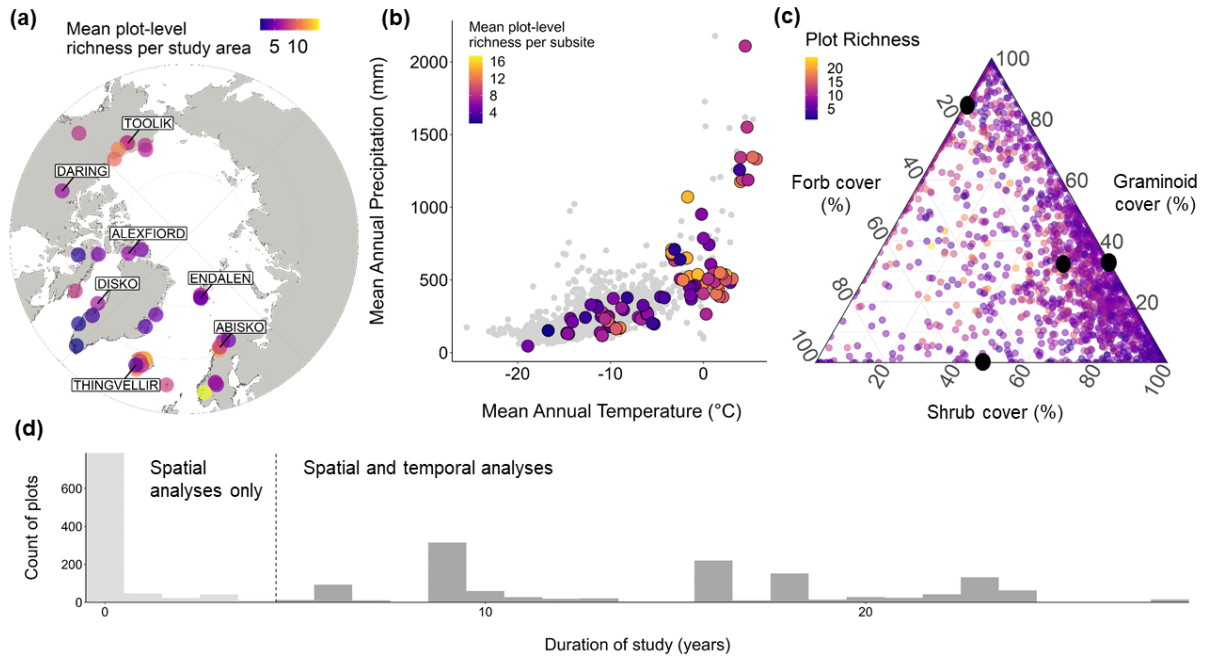 (a)
Mean plot-level
richness per study area
5 10
TOOLIK
DARING
ALEXFIORD
DISKO
ENDALEN
ABISKO
THINGVELLIR
(b)
Mean plot-level
richness per subsite
16
12
8
4
Mean Annual Precipitation (mm)
2000
1500
1000
500
0
-20 -10 0
Mean Annual Temperature (°C)
(c)
Plot Richness
20
15
10
5
Forb cover
(%)
Graminoid
cover (%)
100
20 80
40 60
60 40
80 20
100
20 40 60 80 100
Shrub cover (%)
(d)
Spatial
analyses only
Spatial and temporal analyses
Count of plots
600
400
200
0
0 10 20
Duration of study (years)